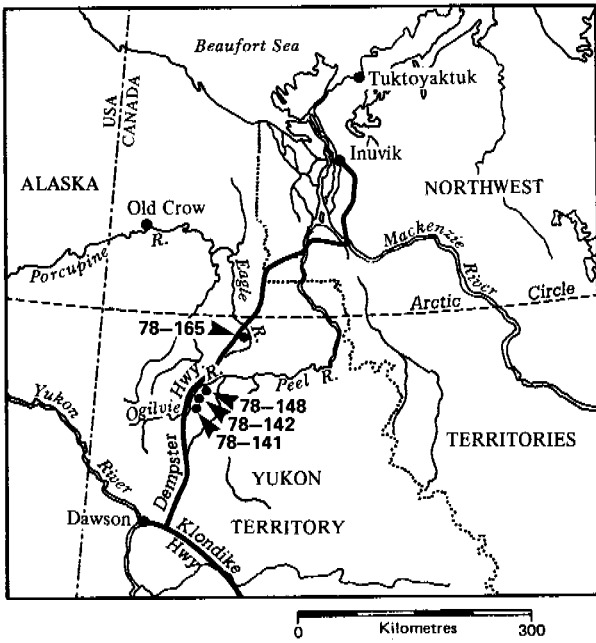 Beaufort Sea
Tuktoyaktuk
USA
CANADA
Inuvik
ALASKA
NORTHWEST
Old Crow
R.
Porcupine
Mackenzie
River
Eagle
R.
Arctic Circle
78–165
Hwy
R.
Peel R.
Ogilvie
78–148
78–142
78–141
Yukon
River
TERRITORIES
Dempster
YUKON
TERRITORY
Dawson
Klondike
Hwy
0 Kilometres 300